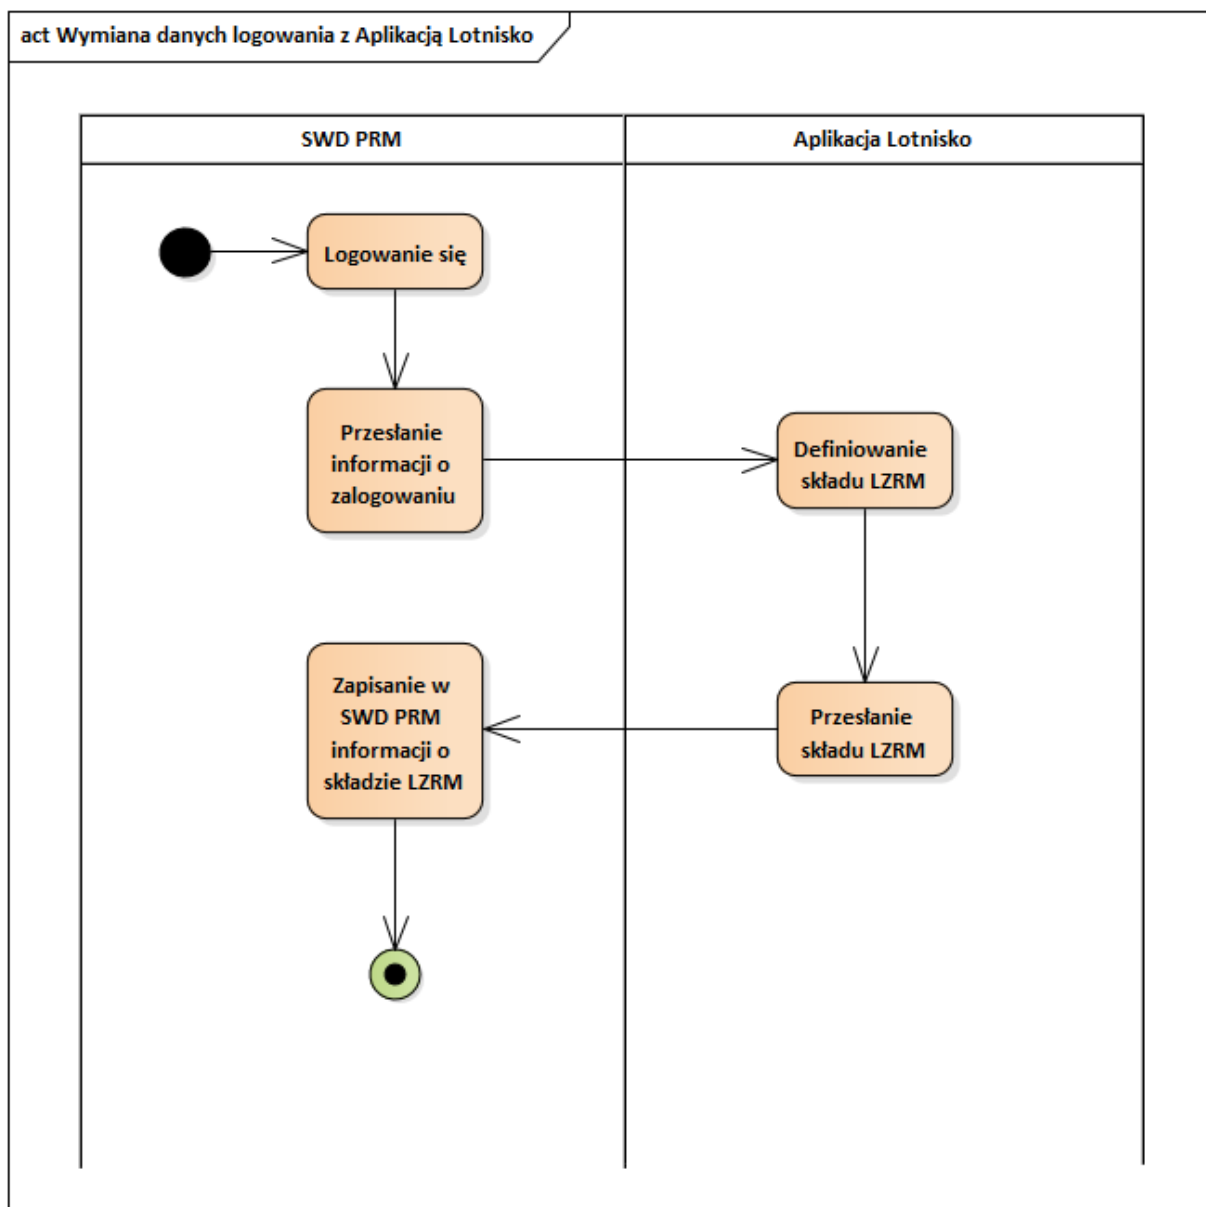 act Wymiana danych logowania z Aplikacją Lotnisko
SWD PRM
Aplikacja Lotnisko
Logowanie się
Przesłanie
informacji o
zalogowaniu
Definiowanie
składu LZRM
Przesłanie
składu LZRM
Zapisanie w
SWD PRM
informacji o
składzie LZRM